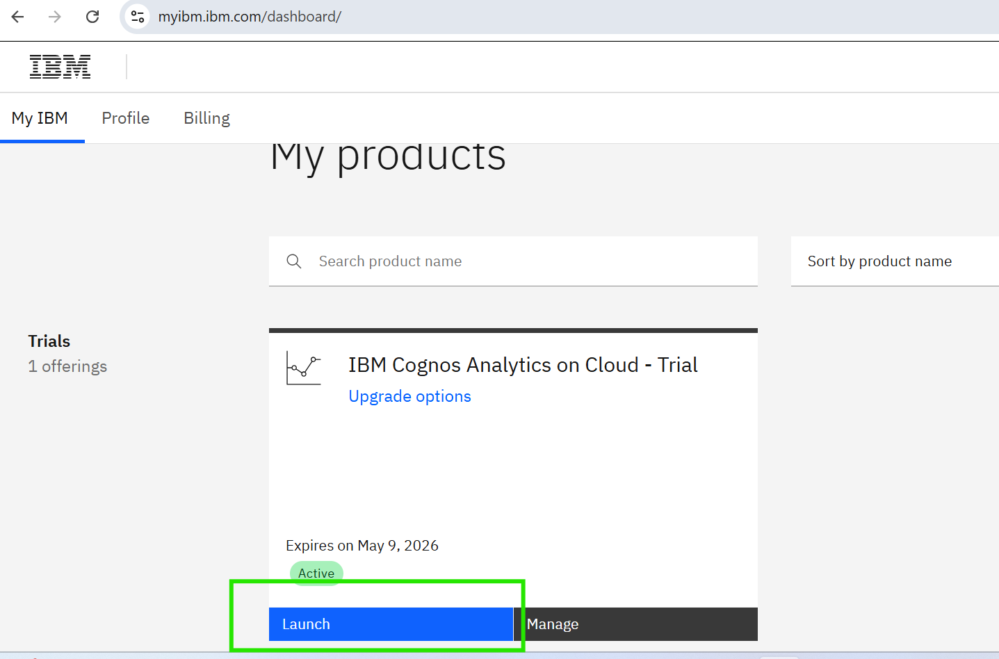 myibm.ibm.com/dashboard/
IBM
My IBM Profile Billing
My products
Search product name
Sort by product name
Trials
1 offerings
IBM Cognos Analytics on Cloud - Trial
Upgrade options
Expires on May 9, 2026
Active
Launch
Manage